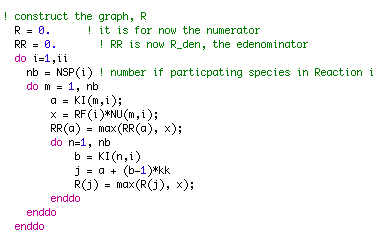 ! construct the graph, R
R = 0. ! it is for now the numerator
RR = 0. ! RR is now R_den, the edenominator
do i=1,ii
nb = NSP(i) ! number if particpating species in Reaction i
do m = 1, nb
a = KI(m,i);
x = RF(i)*NU(m,i);
RR(a) = max(RR(a), x);
do n=1, nb
b = KI(n,i)
j = a + (b-1)*kk
R(j) = max(R(j), x);
enddo
enddo
enddo